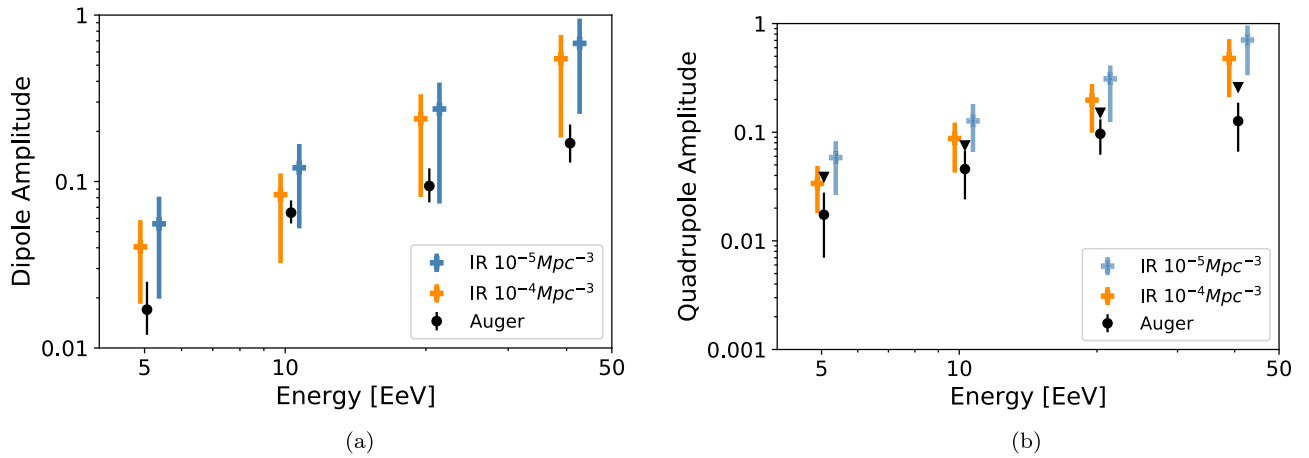 1
0.1
0.01
Dipole Amplitude
5
10
50
Energy [EeV]
IR 10⁻⁵Mpc⁻³
IR 10⁻⁴Mpc⁻³
Auger
(a)
1
0.1
0.01
0.001
Quadrupole Amplitude
5
10
50
Energy [EeV]
IR 10⁻⁵Mpc⁻³
IR 10⁻⁴Mpc⁻³
Auger
(b)